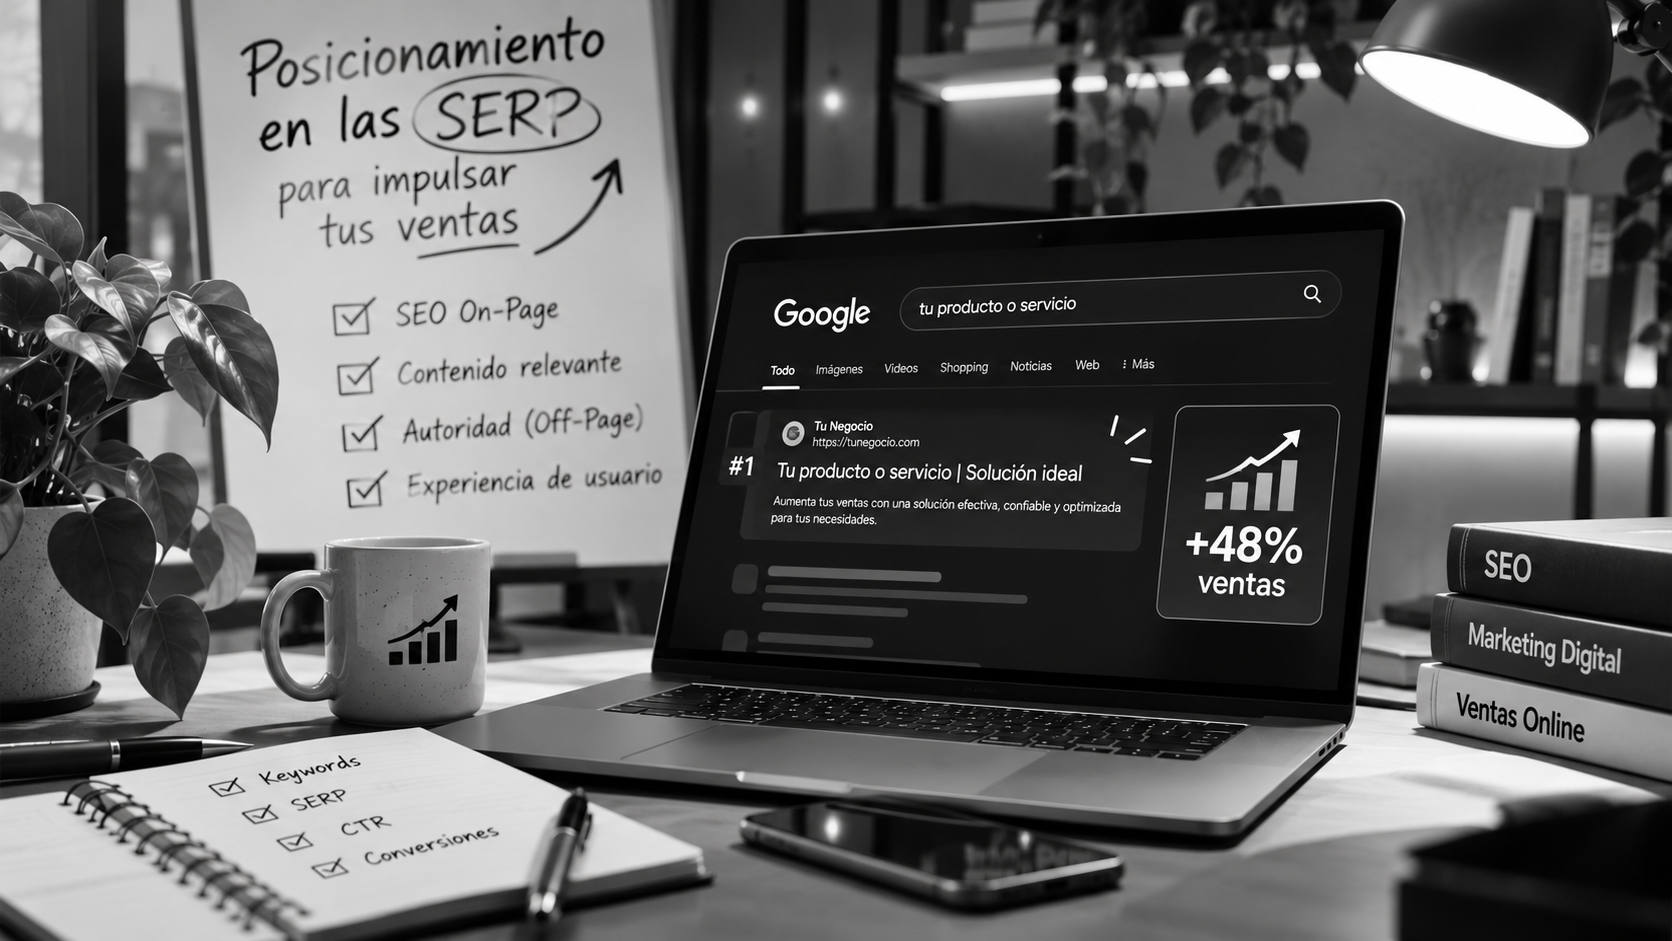 Posicionamiento
en las SERP
para impulsar
tus ventas
SEO On-Page
Contenido relevante
Autoridad (Off-Page)
Experiencia de usuario
Google
tu producto o servicio
Todo Imágenes Videos Shopping Noticias Web Más
#1
Tu Negocio
https://tunegocio.com
Tu producto o servicio | Solución ideal
Aumenta tus ventas con una solución efectiva, confiable y optimizada
para tus necesidades.
+48%
ventas
SEO
Marketing Digital
Ventas Online
Keywords
SERP
CTR
Conversiones